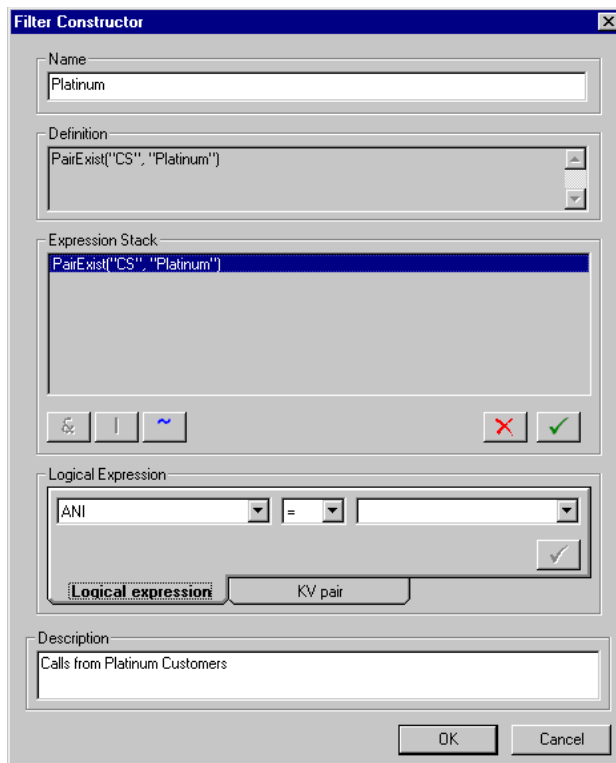 Filter Constructor
Name
Platinum
Definition
PairExist("CS", "Platinum")
Expression Stack
PairExist("CS", "Platinum")
& | ~
Logical Expression
ANI = 
Logical expression KV pair
Description
Calls from Platinum Customers
OK Cancel